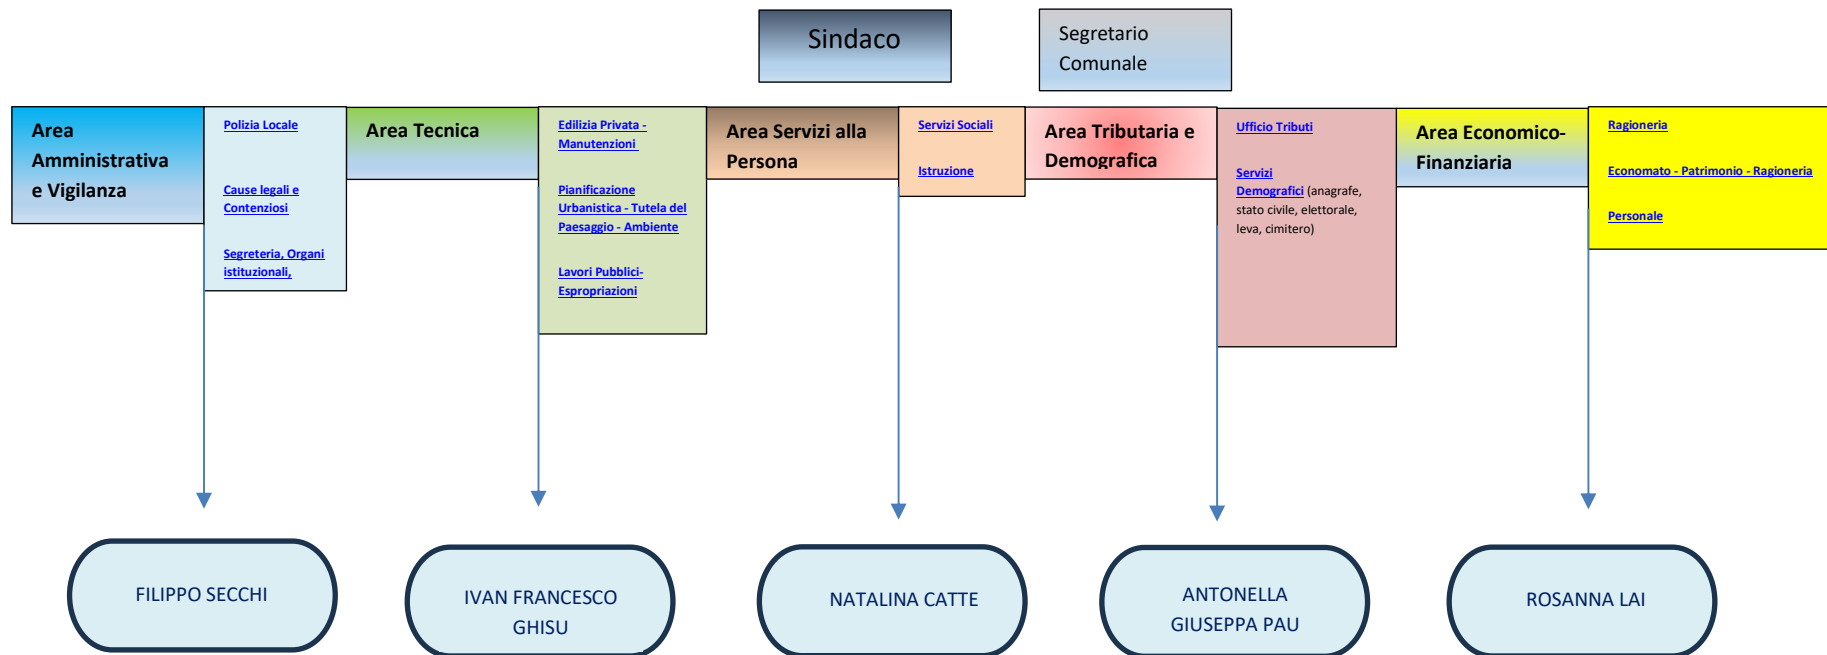 Sindaco
Segretario
Comunale
Area
Amministrativa
e Vigilanza
Polizia Locale
Cause legali e
Contenziosi
Segreteria, Organi
istituzionali,
Area Tecnica
Edilizia Privata -
Manutenzioni
Pianificazione
Urbanistica - Tutela del
Paesaggio - Ambiente
Lavori Pubblici-
Espropriazioni
Area Servizi alla
Persona
Servizi Sociali
Istruzione
Area Tributaria e
Demografica
Ufficio Tributi
Servizi
Demografici (anagrafe,
stato civile, elettorale,
leva, cimitero)
Area Economico-
Finanziaria
Ragioneria
Economato - Patrimonio - Ragioneria
Personale
FILIPPO SECCHI
IVAN FRANCESCO
GHISU
NATALINA CATTE
ANTONELLA
GIUSEPPA PAU
ROSANNA LAI